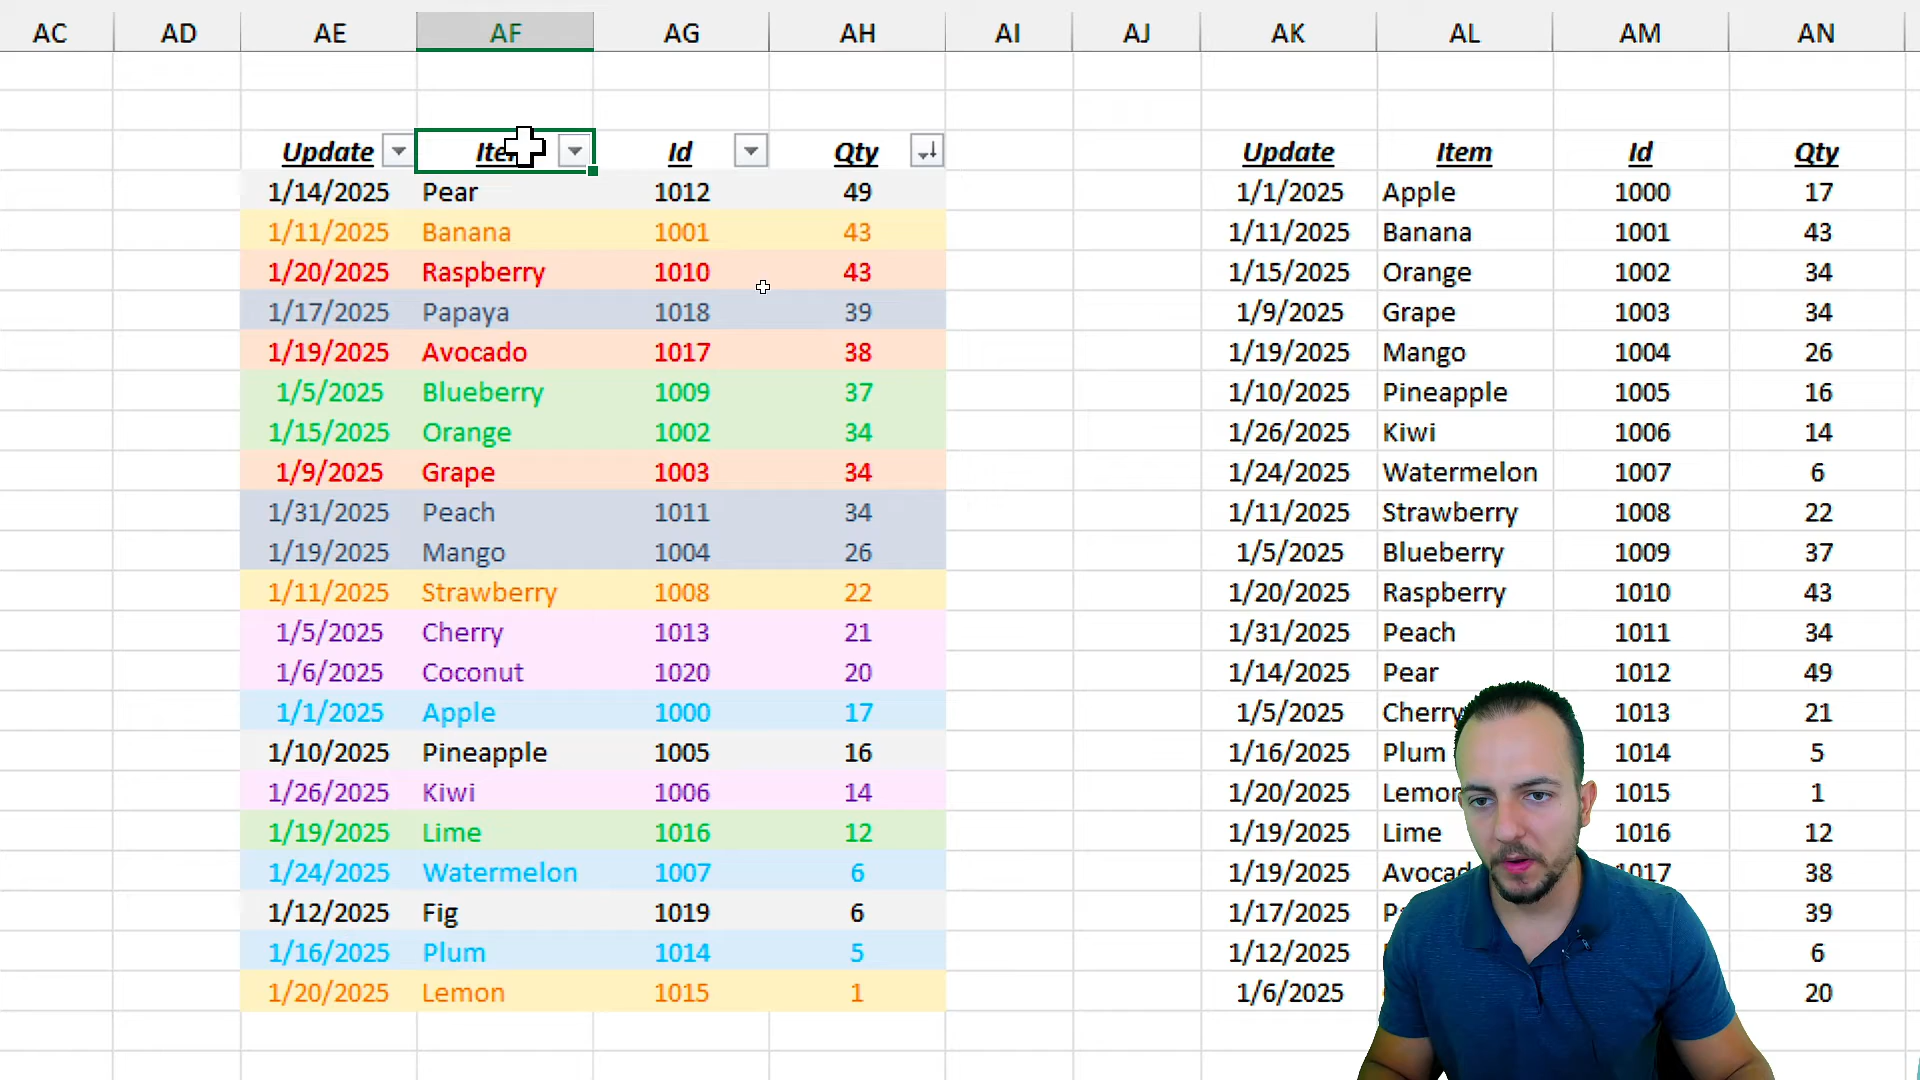 AC AD AE AF AG AH AI AJ AK AL AM AN
Update Id Qty Update Item Id Qty
1/14/2025 Pear 1012 49 1/1/2025 Apple 1000 17
1/11/2025 Banana 1001 43 1/11/2025 Banana 1001 43
1/20/2025 Raspberry 1010 43 1/15/2025 Orange 1002 34
1/17/2025 Papaya 1018 39 1/9/2025 Grape 1003 34
1/19/2025 Avocado 1017 38 1/19/2025 Mango 1004 26
1/5/2025 Blueberry 1009 37 1/10/2025 Pineapple 1005 16
1/15/2025 Orange 1002 34 1/26/2025 Kiwi 1006 14
1/9/2025 Grape 1003 34 1/24/2025 Watermelon 1007 6
1/31/2025 Peach 1011 34 1/11/2025 Strawberry 1008 22
1/19/2025 Mango 1004 26 1/5/2025 Blueberry 1009 37
1/11/2025 Strawberry 1008 22 1/20/2025 Raspberry 1010 43
1/5/2025 Cherry 1013 21 1/31/2025 Peach 1011 34
1/6/2025 Coconut 1020 20 1/14/2025 Pear 1012 49
1/1/2025 Apple 1000 17 1/5/2025 Cherry 1013 21
1/10/2025 Pineapple 1005 16 1/16/2025 Plum 1014 5
1/26/2025 Kiwi 1006 14 1/20/2025 Lemon 1015 1
1/19/2025 Lime 1016 12 1/19/2025 Lime 1016 12
1/24/2025 Watermelon 1007 6 1/19/2025 Avocad 1017 38
1/12/2025 Fig 1019 6 1/17/2025 39
1/16/2025 Plum 1014 5 1/12/2025 6
1/20/2025 Lemon 1015 1 1/6/2025 20